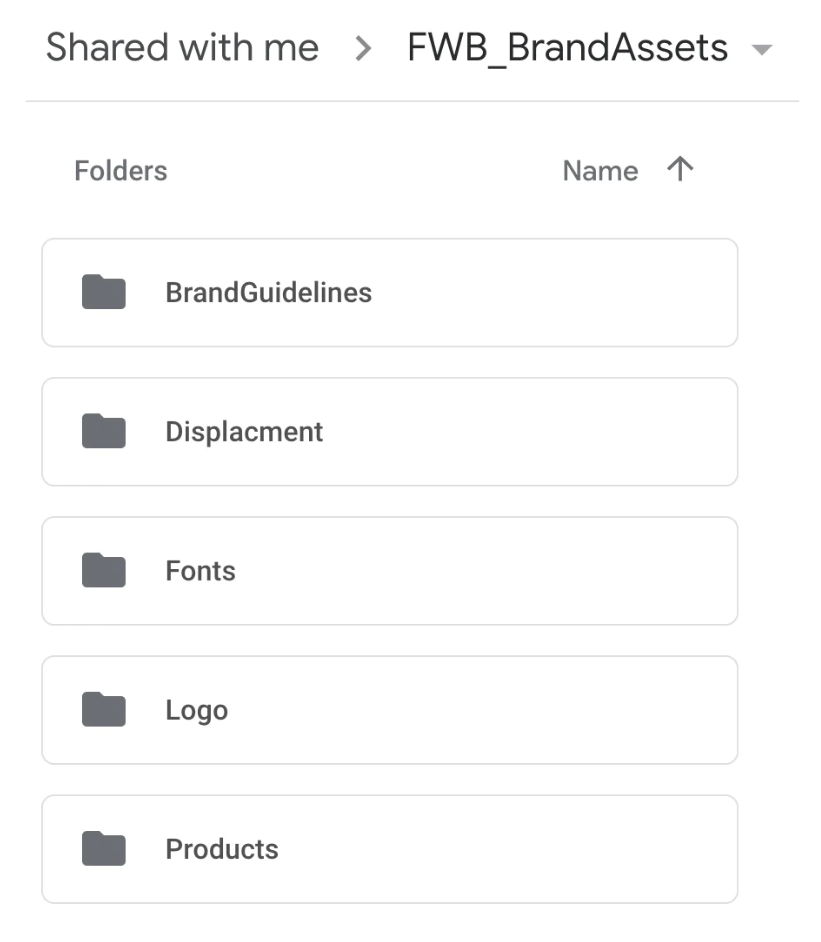 Shared with me > FWB_BrandAssets
Folders Name ↑
BrandGuidelines
Displacment
Fonts
Logo
Products